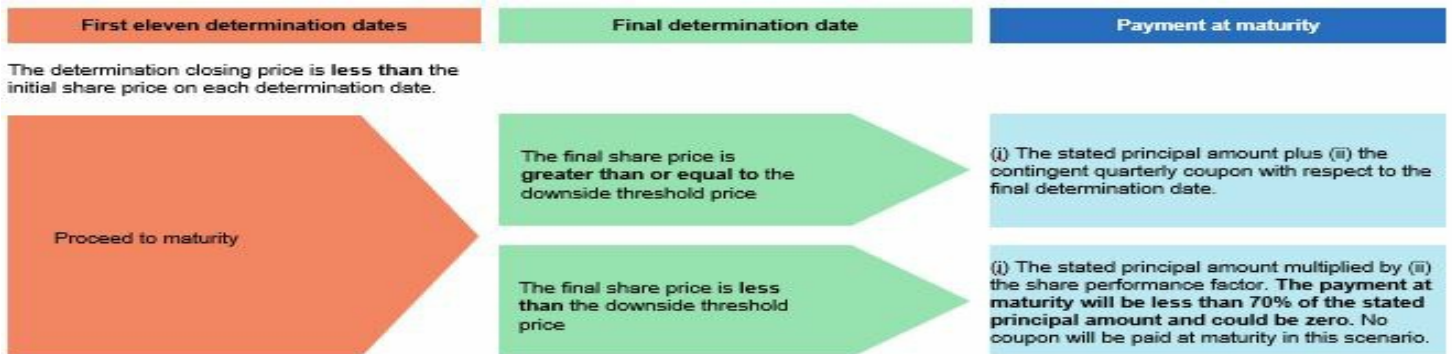 First eleven determination dates
Final determination date
Payment at maturity
The determination closing price is less than the
initial share price on each determination date.
Proceed to maturity
The final share price is
greater than or equal to the
downside threshold price
(i) The stated principal amount plus (ii) the
contingent quarterly coupon with respect to the
final determination date.
The final share price is less
than the downside threshold
price
(i) The stated principal amount multiplied by (ii)
the share performance factor. The payment at
maturity will be less than 70% of the stated
principal amount and could be zero. No
coupon will be paid at maturity in this scenario.